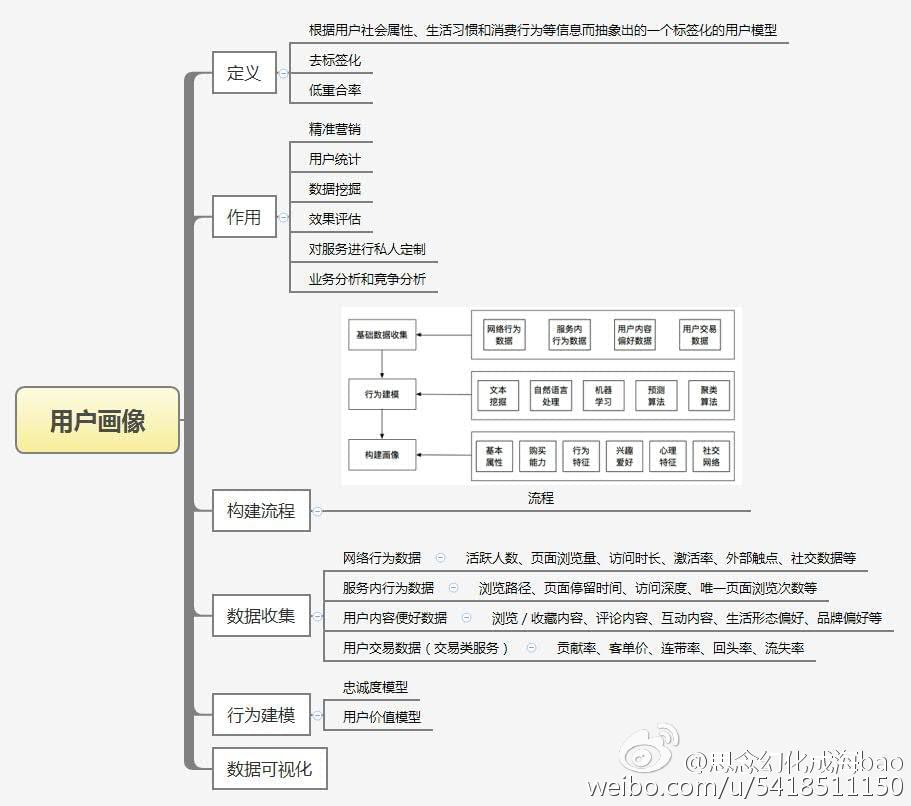 用户画像
定义
根据用户社会属性、生活习惯和消费行为等信息而抽象出的一个标签化的用户模型
去标签化
低重合率
作用
精准营销
用户统计
数据挖掘
效果评估
对服务进行私人定制
业务分析和竞争分析
构建流程
基础数据收集
网络行为
数据
服务内
行为数据
用户内容
偏好数据
用户交易
数据
行为建模
文本
挖掘
自然语言
处理
机器
学习
预测
算法
聚类
算法
构建画像
基本
属性
购买
能力
行为
特征
兴趣
爱好
心理
特征
社交
网络
流程
数据收集
网络行为数据 活跃人数、页面浏览量、访问时长、激活率、外部触点、社交数据等
服务内行为数据 浏览路径、页面停留时间、访问深度、唯一页面浏览次数等
用户内容便好数据 浏览/收藏内容、评论内容、互动内容、生活形态偏好、品牌偏好等
用户交易数据(交易类服务) 贡献率、客单价、连带率、回头率、流失率
行为建模
忠诚度模型
用户价值模型
数据可视化
@思念幻化成海bao
weibo.com/u/5418511150